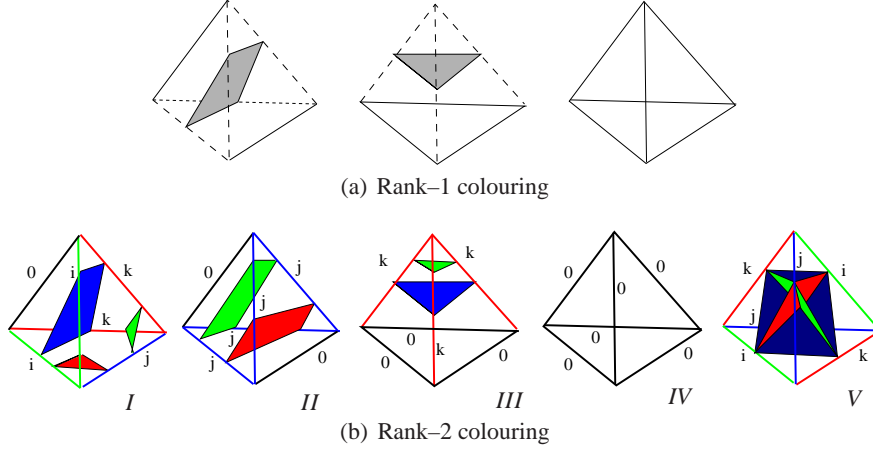 (a) Rank–1 colouring
0 i k k i j
I
0 j j j 0
II
k k 0 0 0 k
III
0 0 0 0 0 0
IV
k j i j i k
V
(b) Rank–2 colouring